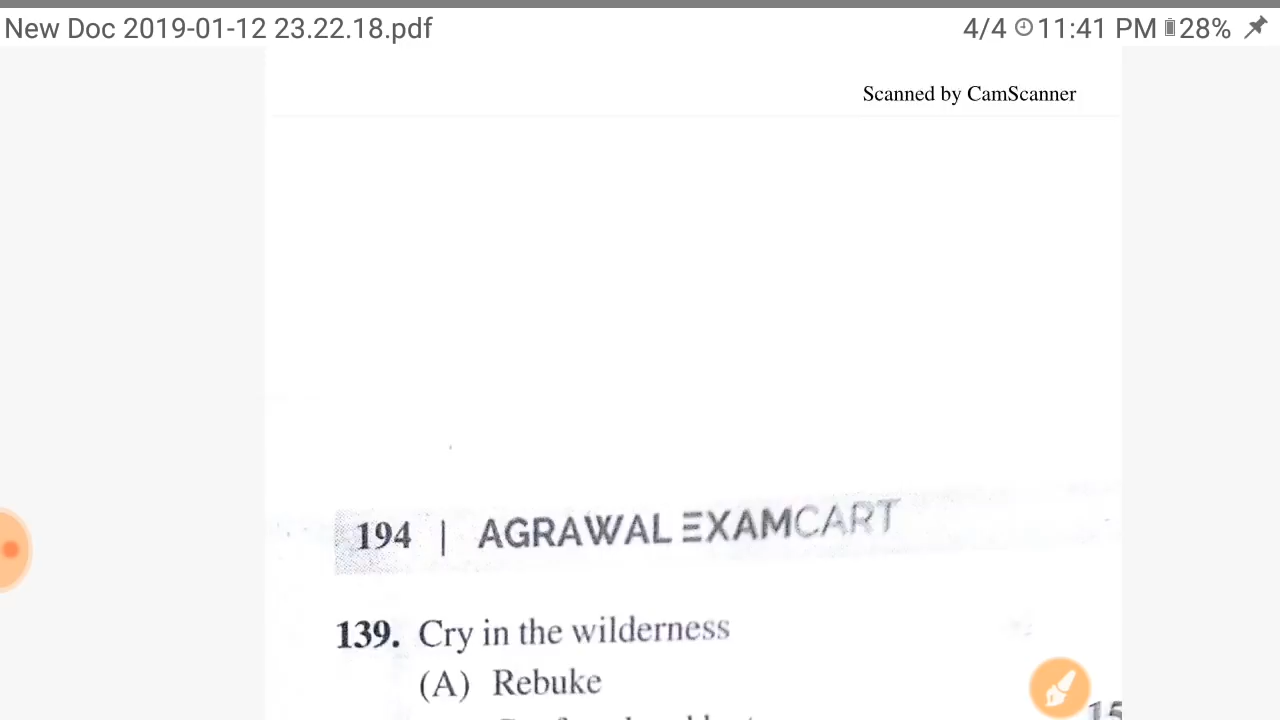 New Doc 2019-01-12 23.22.18.pdf 4/4 11:41 PM 28%
Scanned by CamScanner
194 | AGRAWAL EXAMCART
139. Cry in the wilderness
(A) Rebuke
15